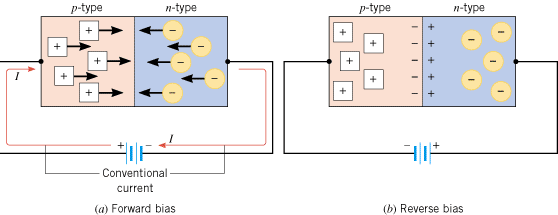 p-type n-type
+ −
+ −
+ −
+ −
+ −
I
+ −
I
Conventional
current
(a) Forward bias
p-type n-type
+ − + −
+ − + −
+ − + −
+ − + −
+ − + −
− +
(b) Reverse bias